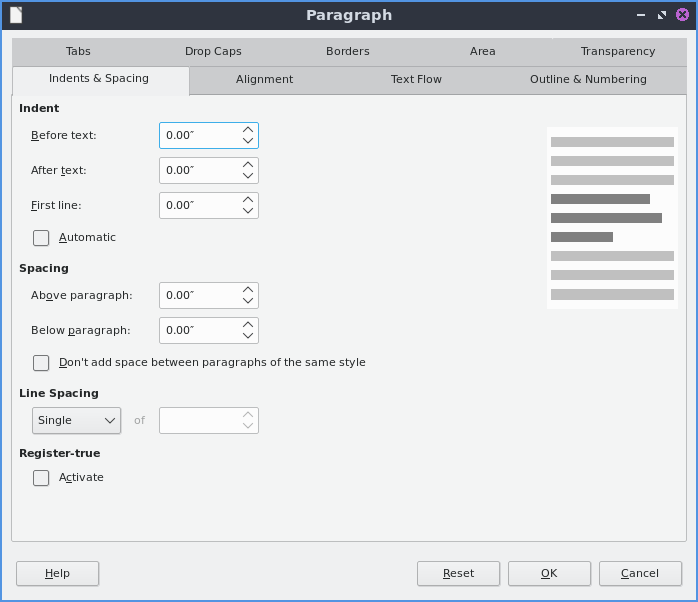 Paragraph
Tabs Drop Caps Borders Area Transparency
Indents & Spacing Alignment Text Flow Outline & Numbering
Indent
Before text: 0.00″
After text: 0.00″
First line: 0.00″
Automatic
Spacing
Above paragraph: 0.00″
Below paragraph: 0.00″
Don't add space between paragraphs of the same style
Line Spacing
Single of
Register-true
Activate
Help Reset OK Cancel